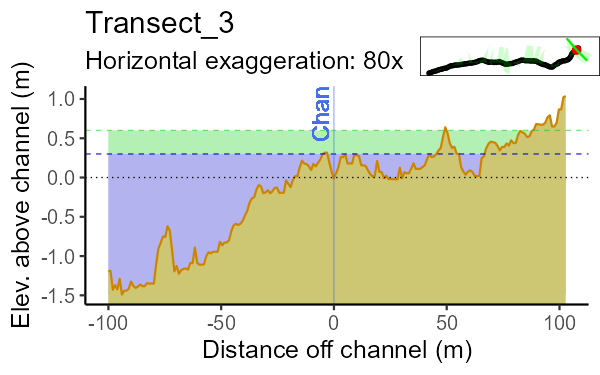 Transect_3
Horizontal exaggeration: 80x
Chan
Elev. above channel (m)
1.0
0.5
0.0
-0.5
-1.0
-1.5
-100
-50
0
50
100
Distance off channel (m)